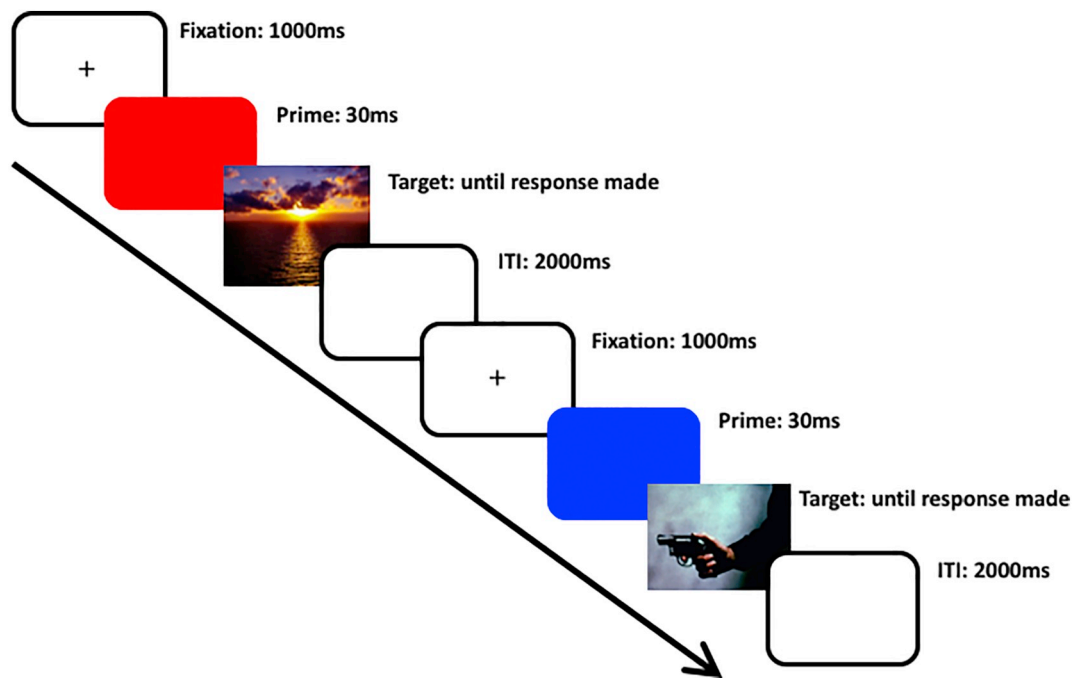 Fixation: 1000ms
Prime: 30ms
Target: until response made
ITI: 2000ms
Fixation: 1000ms
Prime: 30ms
Target: until response made
ITI: 2000ms